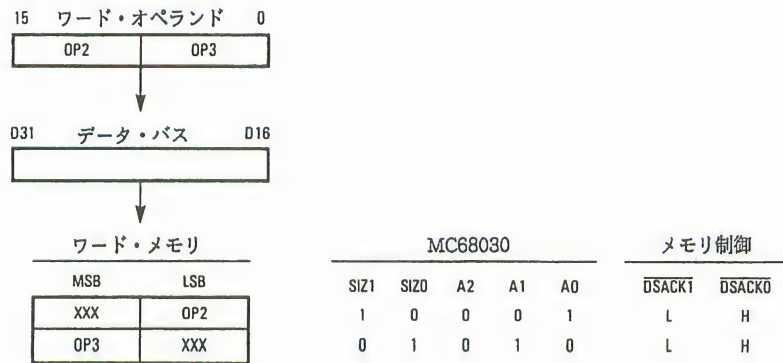 15 ワード・オペランド 0
OP2 OP3
D31 データ・バス D16
ワード・メモリ MC68030 メモリ制御
MSB LSB SIZ1 SIZ0 A2 A1 A0 DSACK1 DSACK0
XXX OP2 1 0 0 0 1 L H
OP3 XXX 0 1 0 1 0 L H